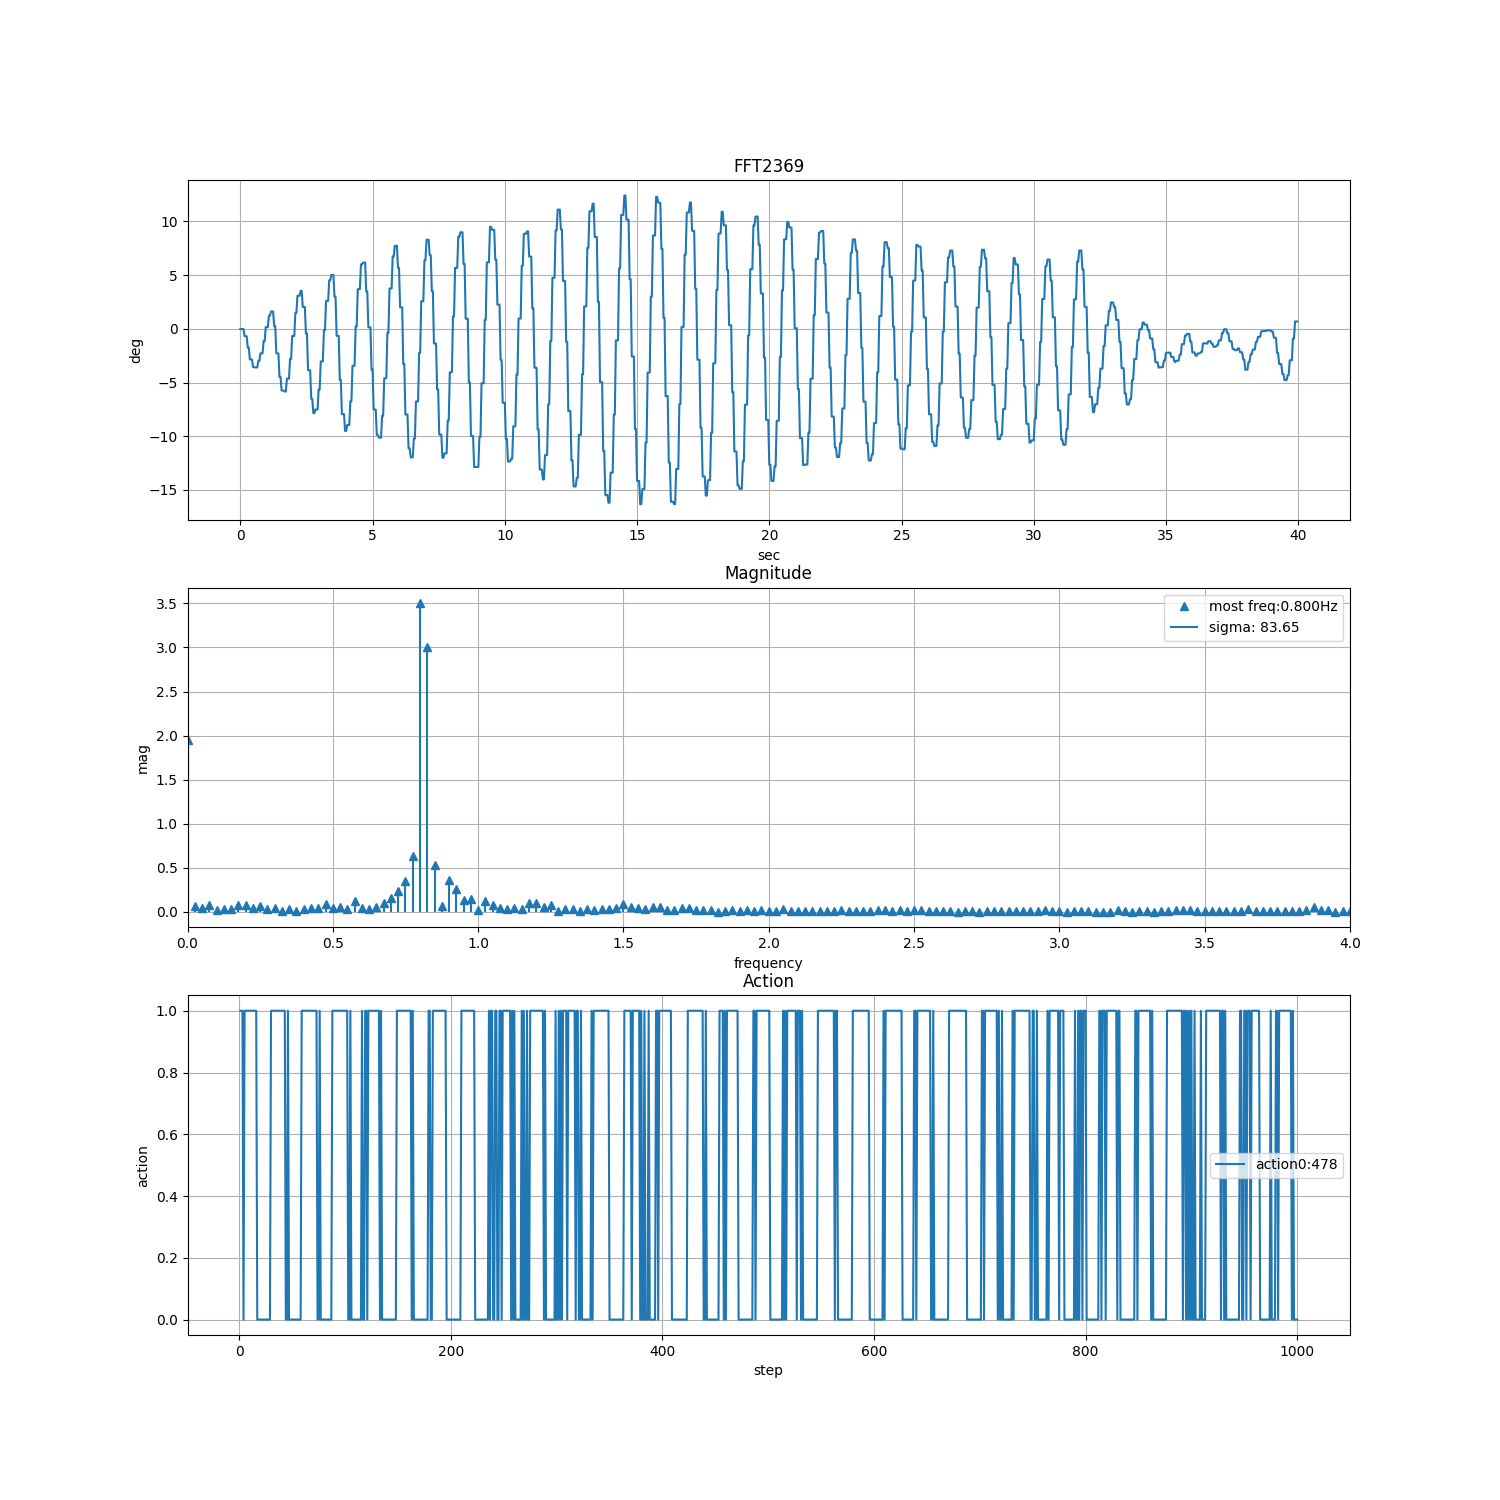 FFT2369
10
5
0
−5
−10
−15
deg
0 5 10 15 20 25 30 35 40
sec
Magnitude
most freq:0.800Hz
sigma: 83.65
3.5
3.0
2.5
2.0
1.5
1.0
0.5
0.0
mag
0.0 0.5 1.0 1.5 2.0 2.5 3.0 3.5 4.0
frequency
Action
1.0
0.8
0.6
0.4
0.2
0.0
action
action0:478
0 200 400 600 800 1000
step